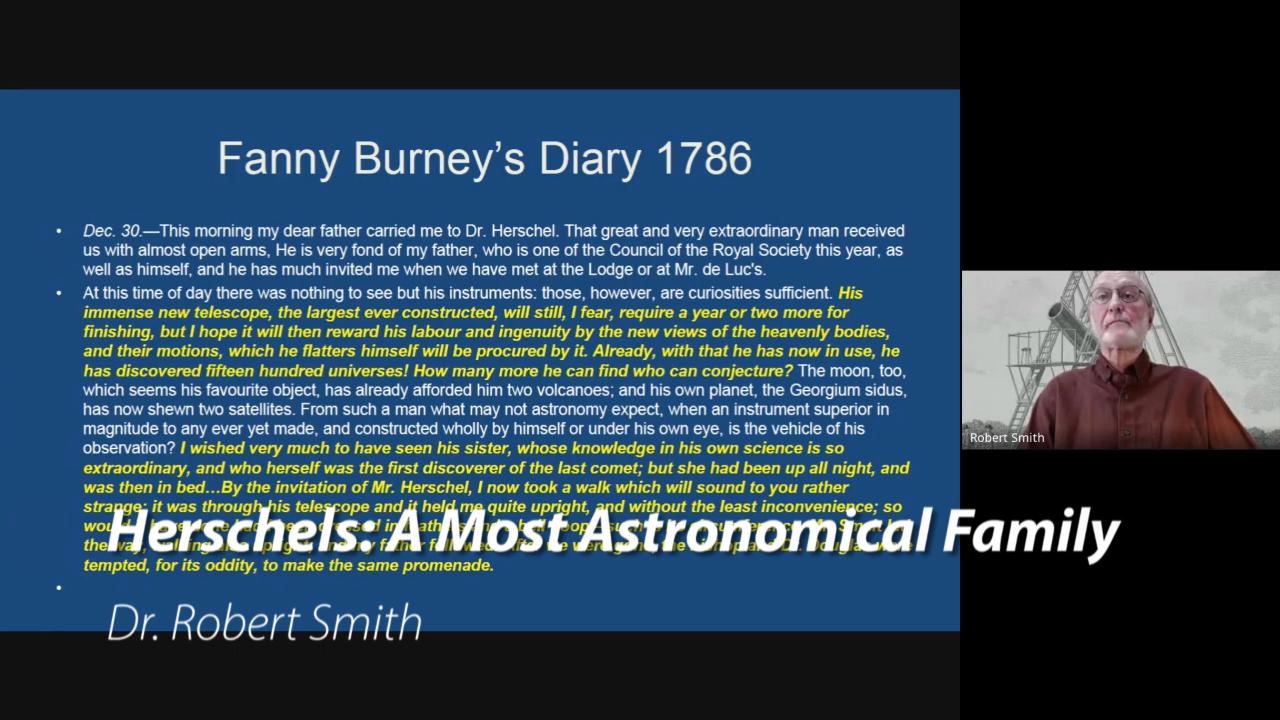 Fanny Burney's Diary 1786
• Dec. 30.—This morning my dear father carried me to Dr. Herschel. That great and very extraordinary man received
us with almost open arms, He is very fond of my father, who is one of the Council of the Royal Society this year, as
well as himself, and he has much invited me when we have met at the Lodge or at Mr. de Luc's.
• At this time of day there was nothing to see but his instruments: those, however, are curiosities sufficient. His
immense new telescope, the largest ever constructed, will still, I fear, require a year or two more for
finishing, but I hope it will then reward his labour and ingenuity by the new views of the heavenly bodies,
and their motions, which he flatters himself will be procured by it. Already, with that he has now in use, he
has discovered fifteen hundred universes! How many more he can find who can conjecture? The moon, too,
which seems his favourite object, has already afforded him two volcanoes; and his own planet, the Georgium sidus,
has now shewn two satellites. From such a man what may not astronomy expect, when an instrument superior in
magnitude to any ever yet made, and constructed wholly by himself or under his own eye, is the vehicle of his
observation? I wished very much to have seen his sister, whose knowledge in his own science is so
extraordinary, and who herself was the first discoverer of the last comet; but she had been up all night, and
was then in bed…By the invitation of Mr. Herschel, I now took a walk which will sound to you rather
strange: it was through his telescope and it held me quite upright, and without the least inconvenience; so
the way,
tempted, for its oddity, to make the same promenade.
•
Herschels: A Most Astronomical Family
Dr. Robert Smith
Robert Smith